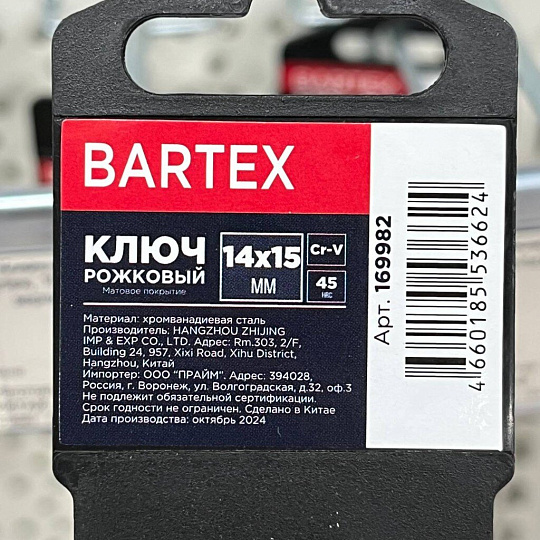 BARTEX
BARTEX
КЛЮЧ
РОЖКОВЫЙ
Матовое покрытие
14x15
ММ
Cr-V
45
HRC
Материал: хромванадиевая сталь
Производитель: HANGZHOU ZHIJING
IMP & EXP CO., LTD. Адрес: Rm.303, 2/F,
Building 24, 957, Xixi Road, Xihu District,
Hangzhou, Китай
Импортер: ООО "ПРАЙМ". Адрес: 394028,
Россия, г. Воронеж, ул. Волгоградская, д.32, оф.3
Не подлежит обязательной сертификации.
Срок годности не ограничен. Сделано в Китае
Дата производства: октябрь 2024
Арт. 169982
4660185153662​4